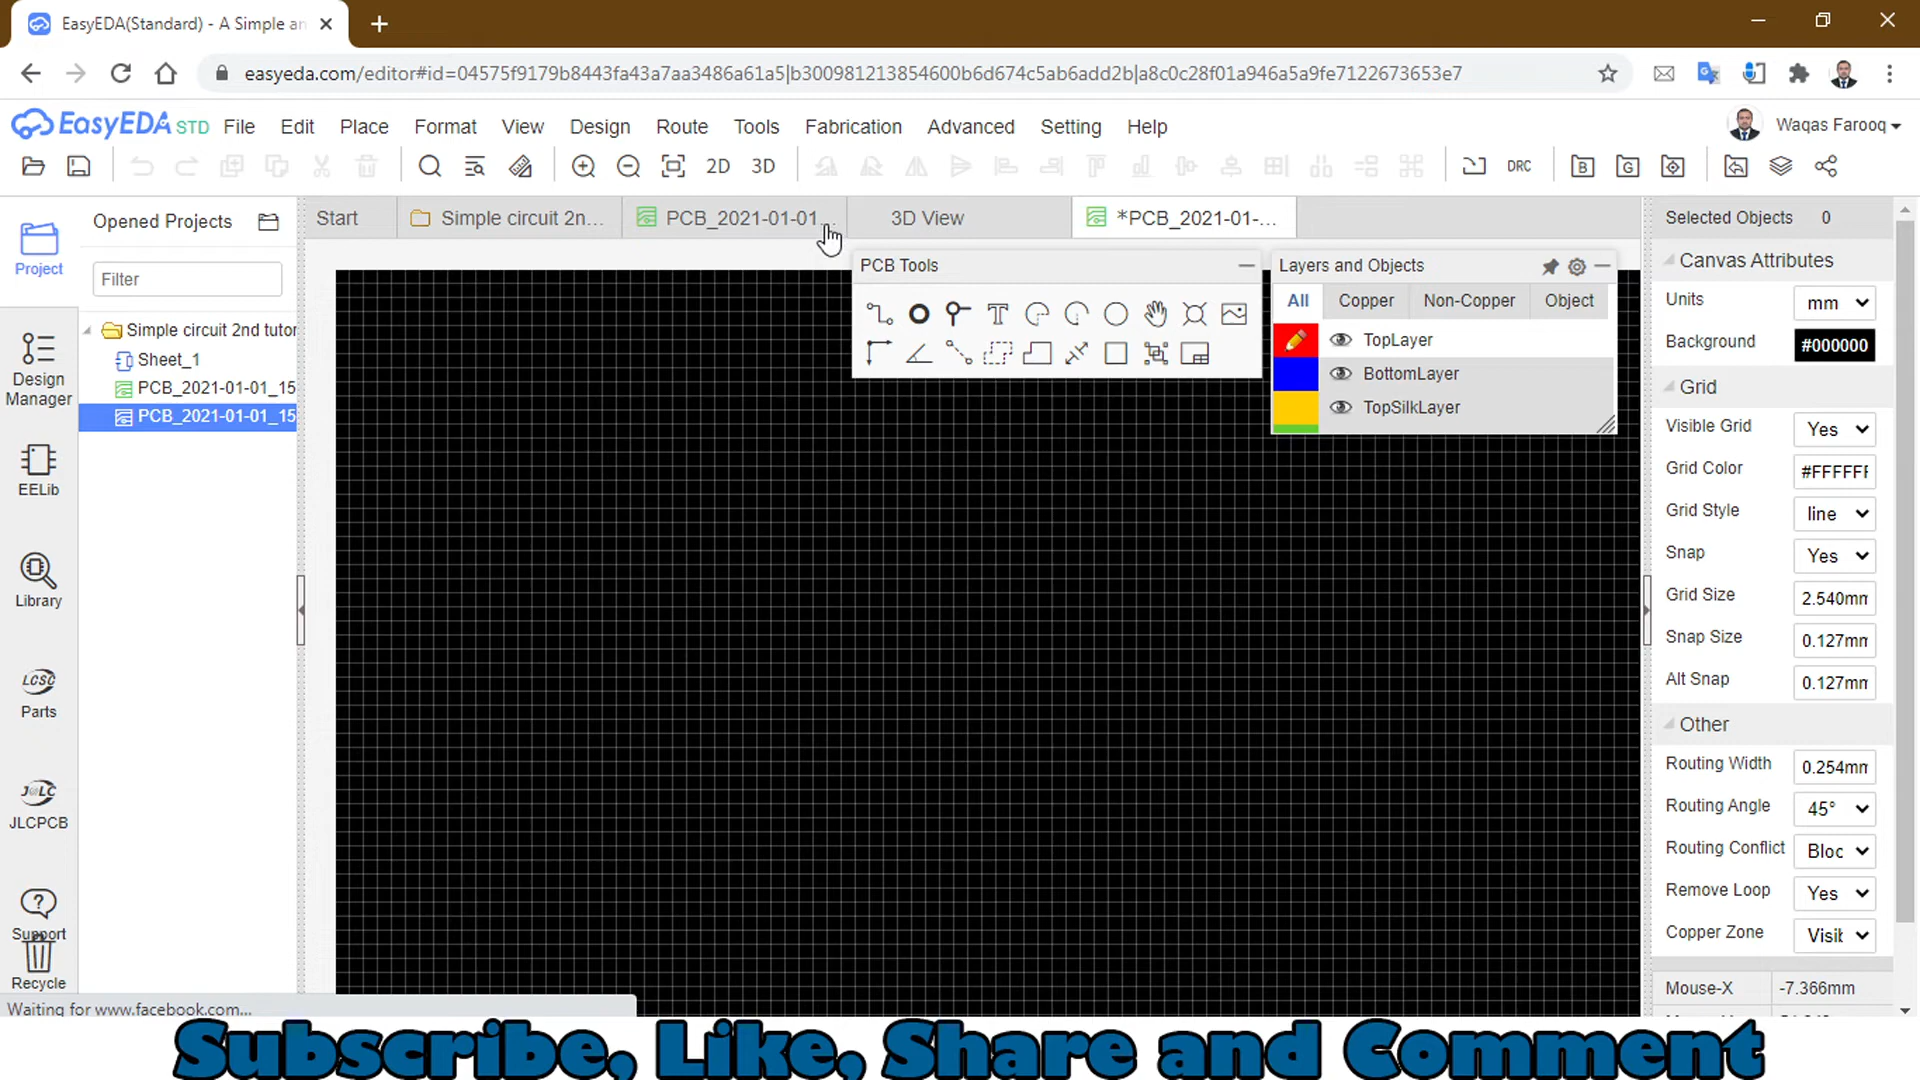 EasyEDA(Standard) - A Simple an
easyeda.com/editor#id=04575f9179b8443fa43a7aa3486a61a5|b300981213854600b6d674c5ab6add2b|a8c0c28f01a946a5a9fe7122673653e7
EasyEDA STD File Edit Place Format View Design Route Tools Fabrication Advanced Setting Help Waqas Farooq
2D 3D DRC B G
Start Simple circuit 2n... PCB_2021-01-01... 3D View *PCB_2021-01-...
Project
Design Manager
EELib
Library
LCSC
Parts
J@LC
JLCPCB
Support
Recycle
Opened Projects
Filter
Simple circuit 2nd tutor
Sheet_1
PCB_2021-01-01_15
PCB_2021-01-01_15
PCB Tools
Layers and Objects
All Copper Non-Copper Object
TopLayer
BottomLayer
TopSilkLayer
Selected Objects 0
Canvas Attributes
Units mm
Background #000000
Grid
Visible Grid Yes
Grid Color #FFFFFF
Grid Style line
Snap Yes
Grid Size 2.540mm
Snap Size 0.127mm
Alt Snap 0.127mm
Other
Routing Width 0.254mm
Routing Angle 45°
Routing Conflict Bloc
Remove Loop Yes
Copper Zone Visib
Mouse-X -7.366mm
Waiting for www.facebook.com...
Subscribe, Like, Share and Comment